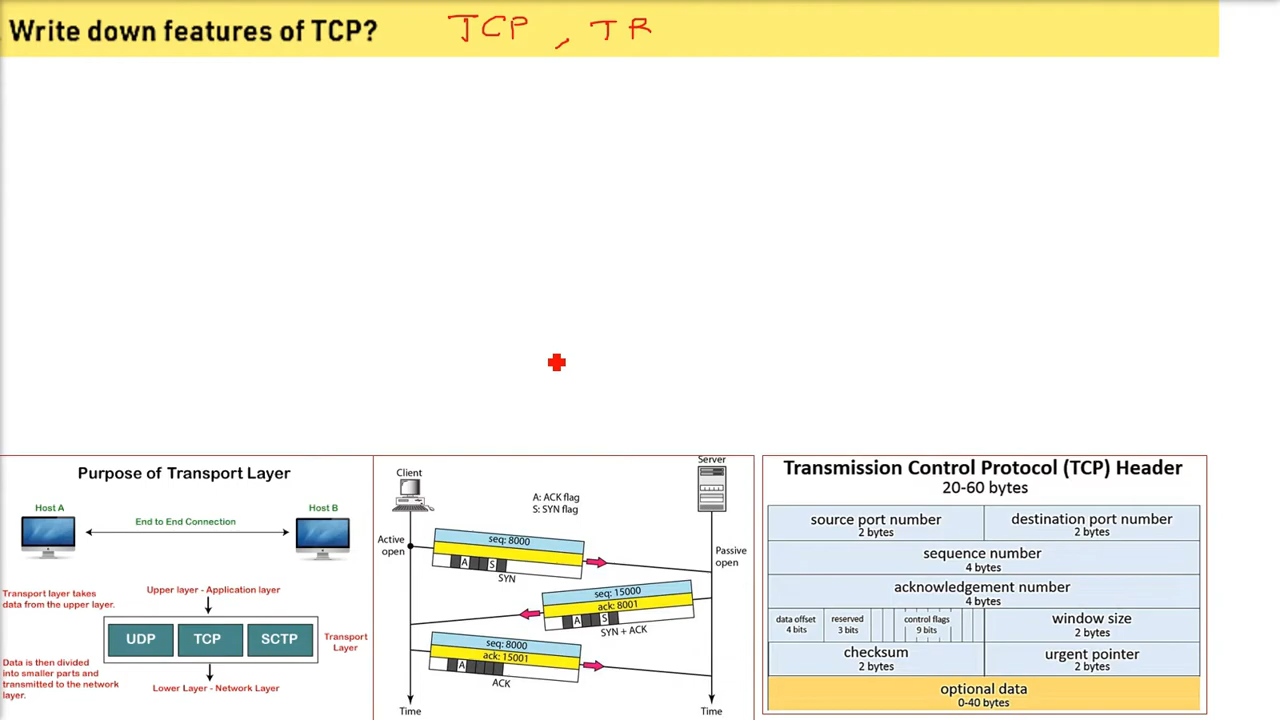 Write down features of TCP? TCP , TR
Purpose of Transport Layer
Host A
Host B
End to End Connection
Transport layer takes
data from the upper layer.
Upper layer - Application layer
UDP
TCP
SCTP
Transport
Layer
Data is then divided
into smaller parts and
transmitted to the network
layer.
Lower Layer - Network Layer
Client
Server
A: ACK flag
S: SYN flag
Active
open
Passive
open
seq: 8000
A S
SYN
seq: 15000
ack: 8001
A S
SYN + ACK
seq: 8000
ack: 15001
A
ACK
Time
Time
Transmission Control Protocol (TCP) Header
20-60 bytes
source port number
2 bytes
destination port number
2 bytes
sequence number
4 bytes
acknowledgement number
4 bytes
data offset
4 bits
reserved
3 bits
control flags
9 bits
window size
2 bytes
checksum
2 bytes
urgent pointer
2 bytes
optional data
0-40 bytes